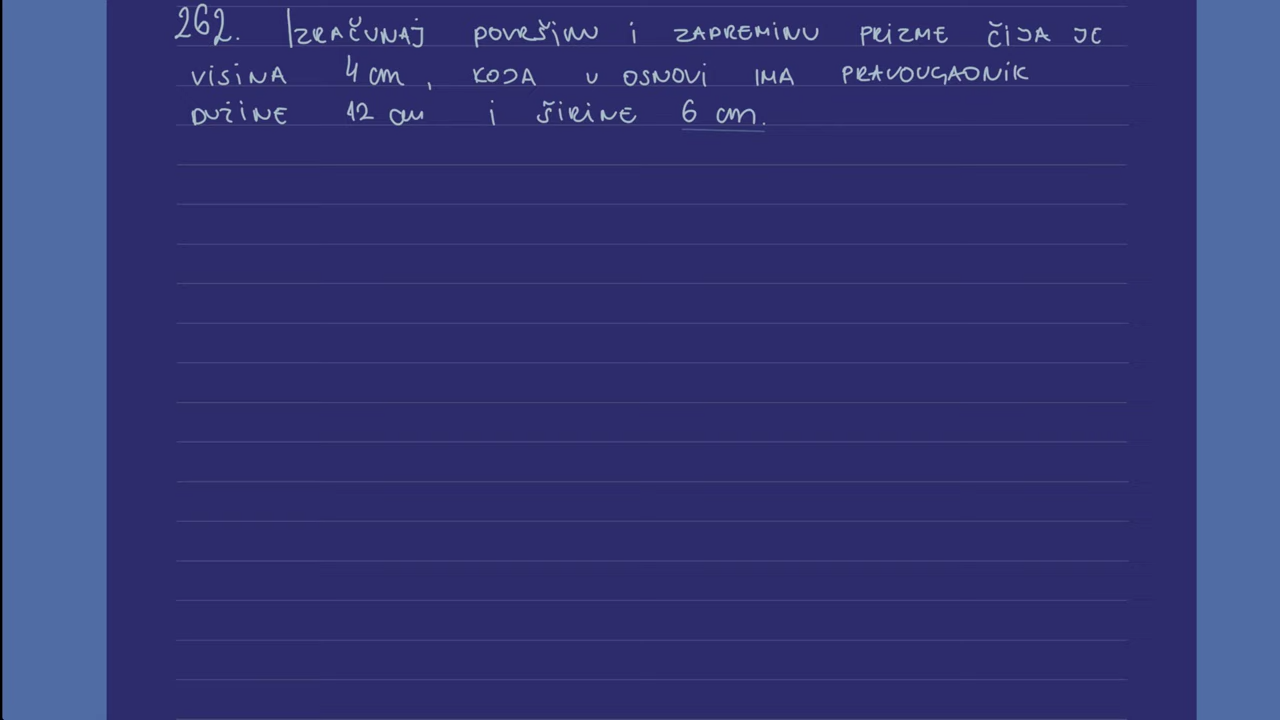 262. IZRAČUNAJ POVRŠINU I ZAPREMINU PRIZME ČIJA JE
VISINA 4 cm, KOJA U OSNOVI IMA PRAVOUGAONIK
DUŽINE 12 cm I ŠIRINE 6 cm.